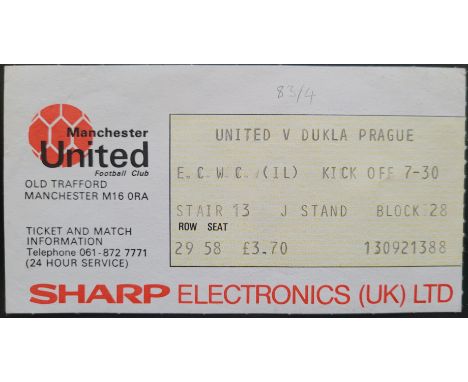 83/4
Manchester
United
Football Club
OLD TRAFFORD
MANCHESTER M16 0RA
TICKET AND MATCH
INFORMATION
Telephone 061-872 7771
(24 HOUR SERVICE)
UNITED V DUKLA PRAGUE
E.C.W.C.(IL) KICK OFF 7-30
STAIR 13 J STAND BLOCK 28
ROW SEAT
29 58 £3.70 130921388
SHARP ELECTRONICS (UK) LTD